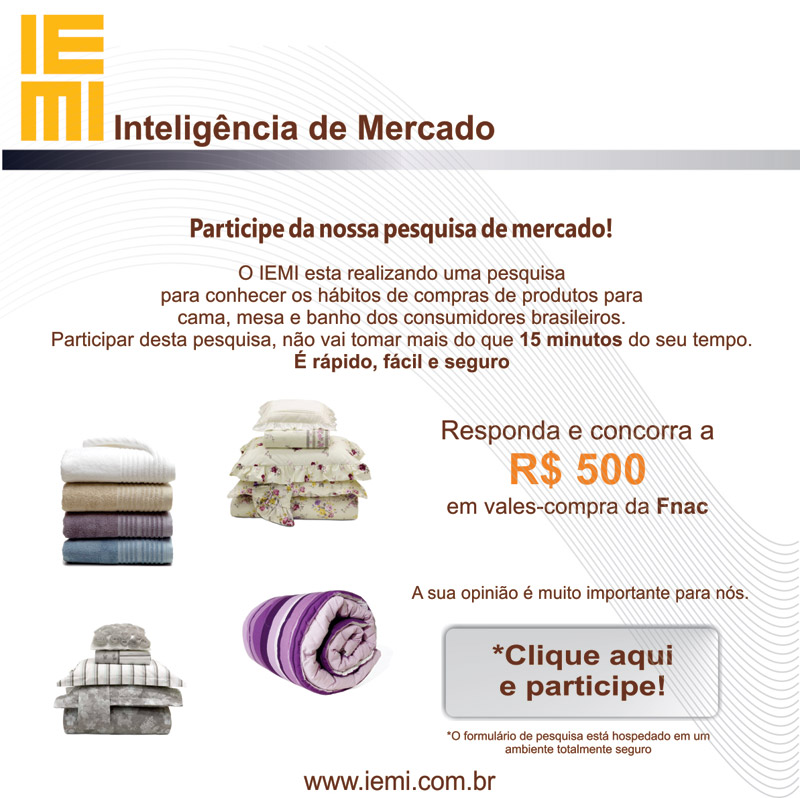 IE
MI
Inteligência de Mercado
Participe da nossa pesquisa de mercado!
O IEMI esta realizando uma pesquisa
para conhecer os hábitos de compras de produtos para
cama, mesa e banho dos consumidores brasileiros.
Participar desta pesquisa, não vai tomar mais do que 15 minutos do seu tempo.
É rápido, fácil e seguro
Responda e concorra a
R$ 500
em vales-compra da Fnac
A sua opinião é muito importante para nós.
*Clique aqui
e participe!
*O formulário de pesquisa está hospedado em um
ambiente totalmente seguro
www.iemi.com.br